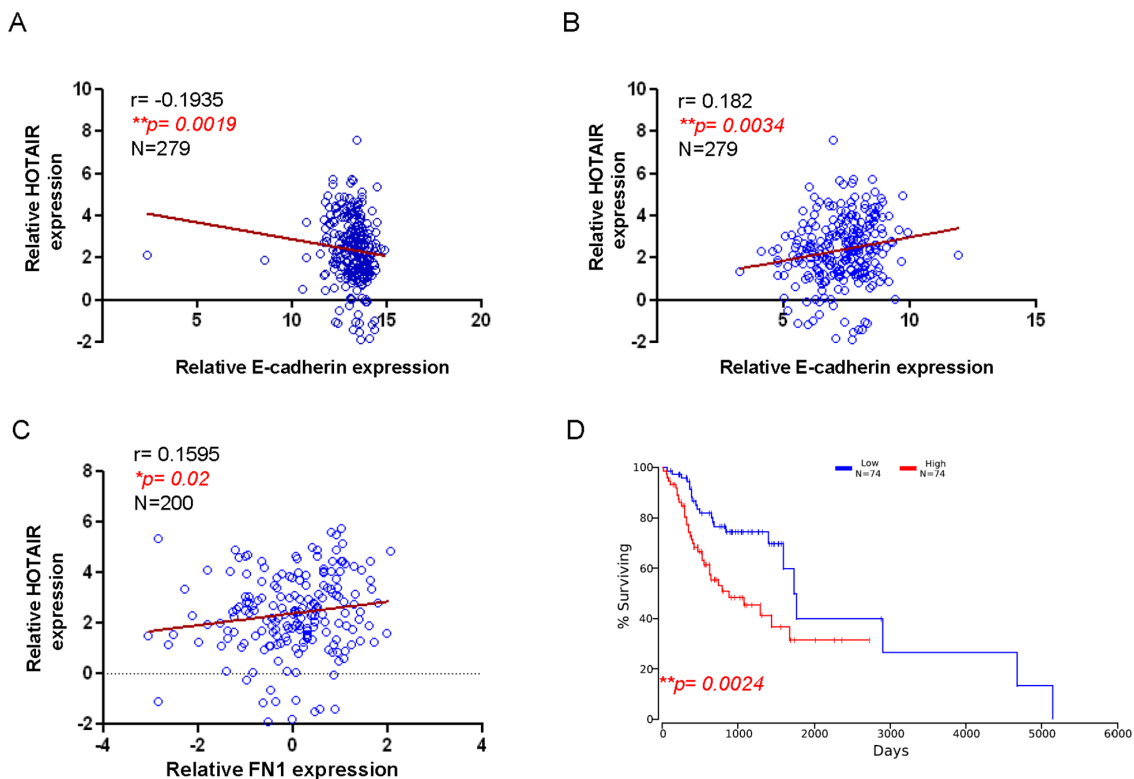 A
r= -0.1935
**p= 0.0019
N=279
Relative HOTAIR
expression
10
8
6
4
2
0
-2
5
10
15
20
Relative E-cadherin expression
B
r= 0.182
**p= 0.0034
N=279
Relative HOTAIR
expression
10
8
6
4
2
0
-2
5
10
15
Relative E-cadherin expression
C
r= 0.1595
*p= 0.02
N=200
Relative HOTAIR
expression
8
6
4
2
0
-2
-4
-2
0
2
4
Relative FN1 expression
D
Low
N=74
High
N=74
% Surviving
100
80
60
40
20
0
**p= 0.0024
0
1000
2000
3000
4000
5000
6000
Days